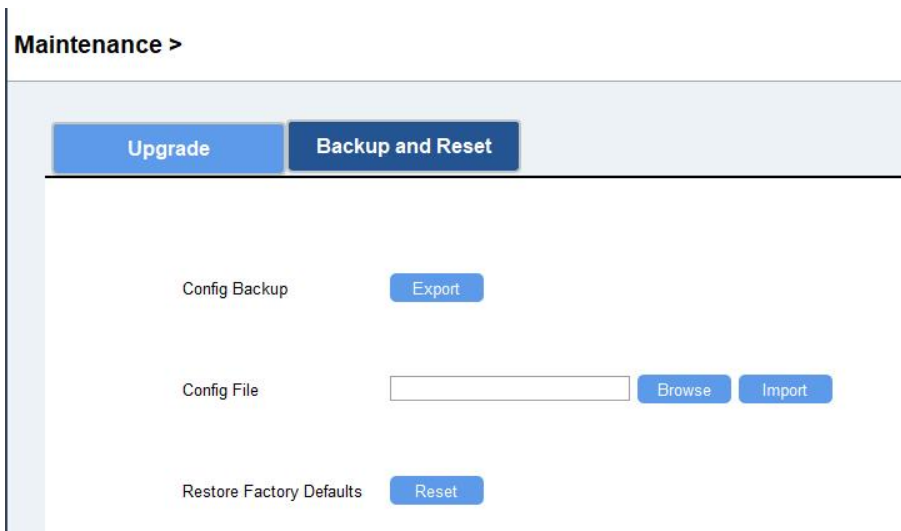 Maintenance >
Upgrade Backup and Reset
Config Backup Export
Config File Browse Import
Restore Factory Defaults Reset